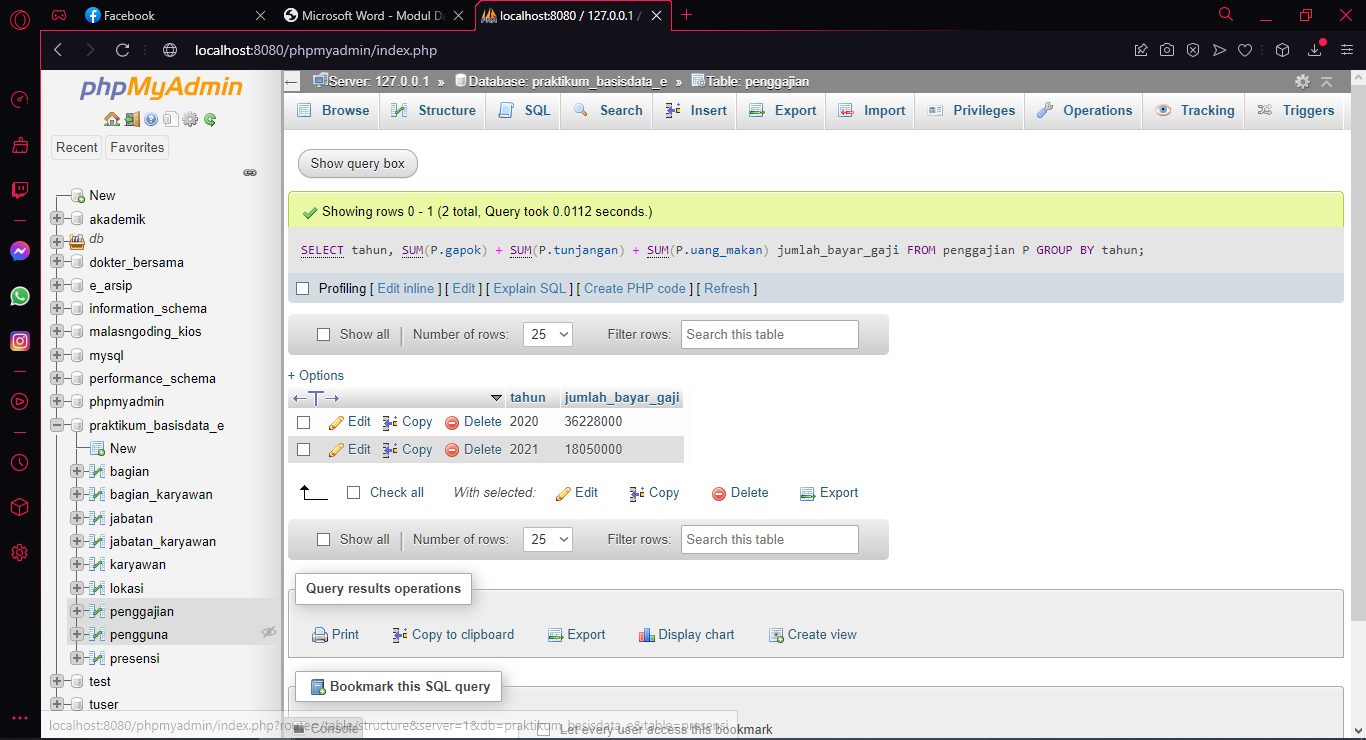 Facebook
Microsoft Word - Modul Da
localhost:8080 / 127.0.0.1 /
localhost:8080/phpmyadmin/index.php
phpMyAdmin
Recent Favorites
New
akademik
db
dokter_bersama
e_arsip
information_schema
malasngoding_kios
mysql
performance_schema
phpmyadmin
praktikum_basisdata_e
New
bagian
bagian_karyawan
jabatan
jabatan_karyawan
karyawan
lokasi
penggajian
pengguna
presensi
test
tuser
localhost:8080/phpmyadmin/index.php?route=/table/structure&server=1&db=praktikum_basisdata_e&table=presensi
Server: 127.0.0.1 » Database: praktikum_basisdata_e » Table: penggajian
Browse Structure SQL Search Insert Export Import Privileges Operations Tracking Triggers
Show query box
Showing rows 0 - 1 (2 total, Query took 0.0112 seconds.)
SELECT tahun, SUM(P.gapok) + SUM(P.tunjangan) + SUM(P.uang_makan) jumlah_bayar_gaji FROM penggajian P GROUP BY tahun;
Profiling [ Edit inline ] [ Edit ] [ Explain SQL ] [ Create PHP code ] [ Refresh ]
Show all Number of rows: 25 Filter rows: Search this table
+ Options
tahun jumlah_bayar_gaji
Edit Copy Delete 2020 36228000
Edit Copy Delete 2021 18050000
Check all With selected: Edit Copy Delete Export
Show all Number of rows: 25 Filter rows: Search this table
Query results operations
Print Copy to clipboard Export Display chart Create view
Bookmark this SQL query
Console
Let every user access this bookmark